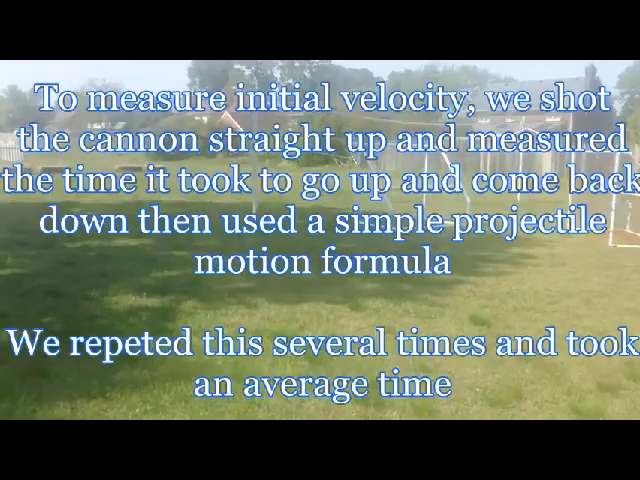 To measure initial velocity, we shot
the cannon straight up and measured
the time it took to go up and come back
down then used a simple projectile
motion formula
We repeted this several times and took
an average time